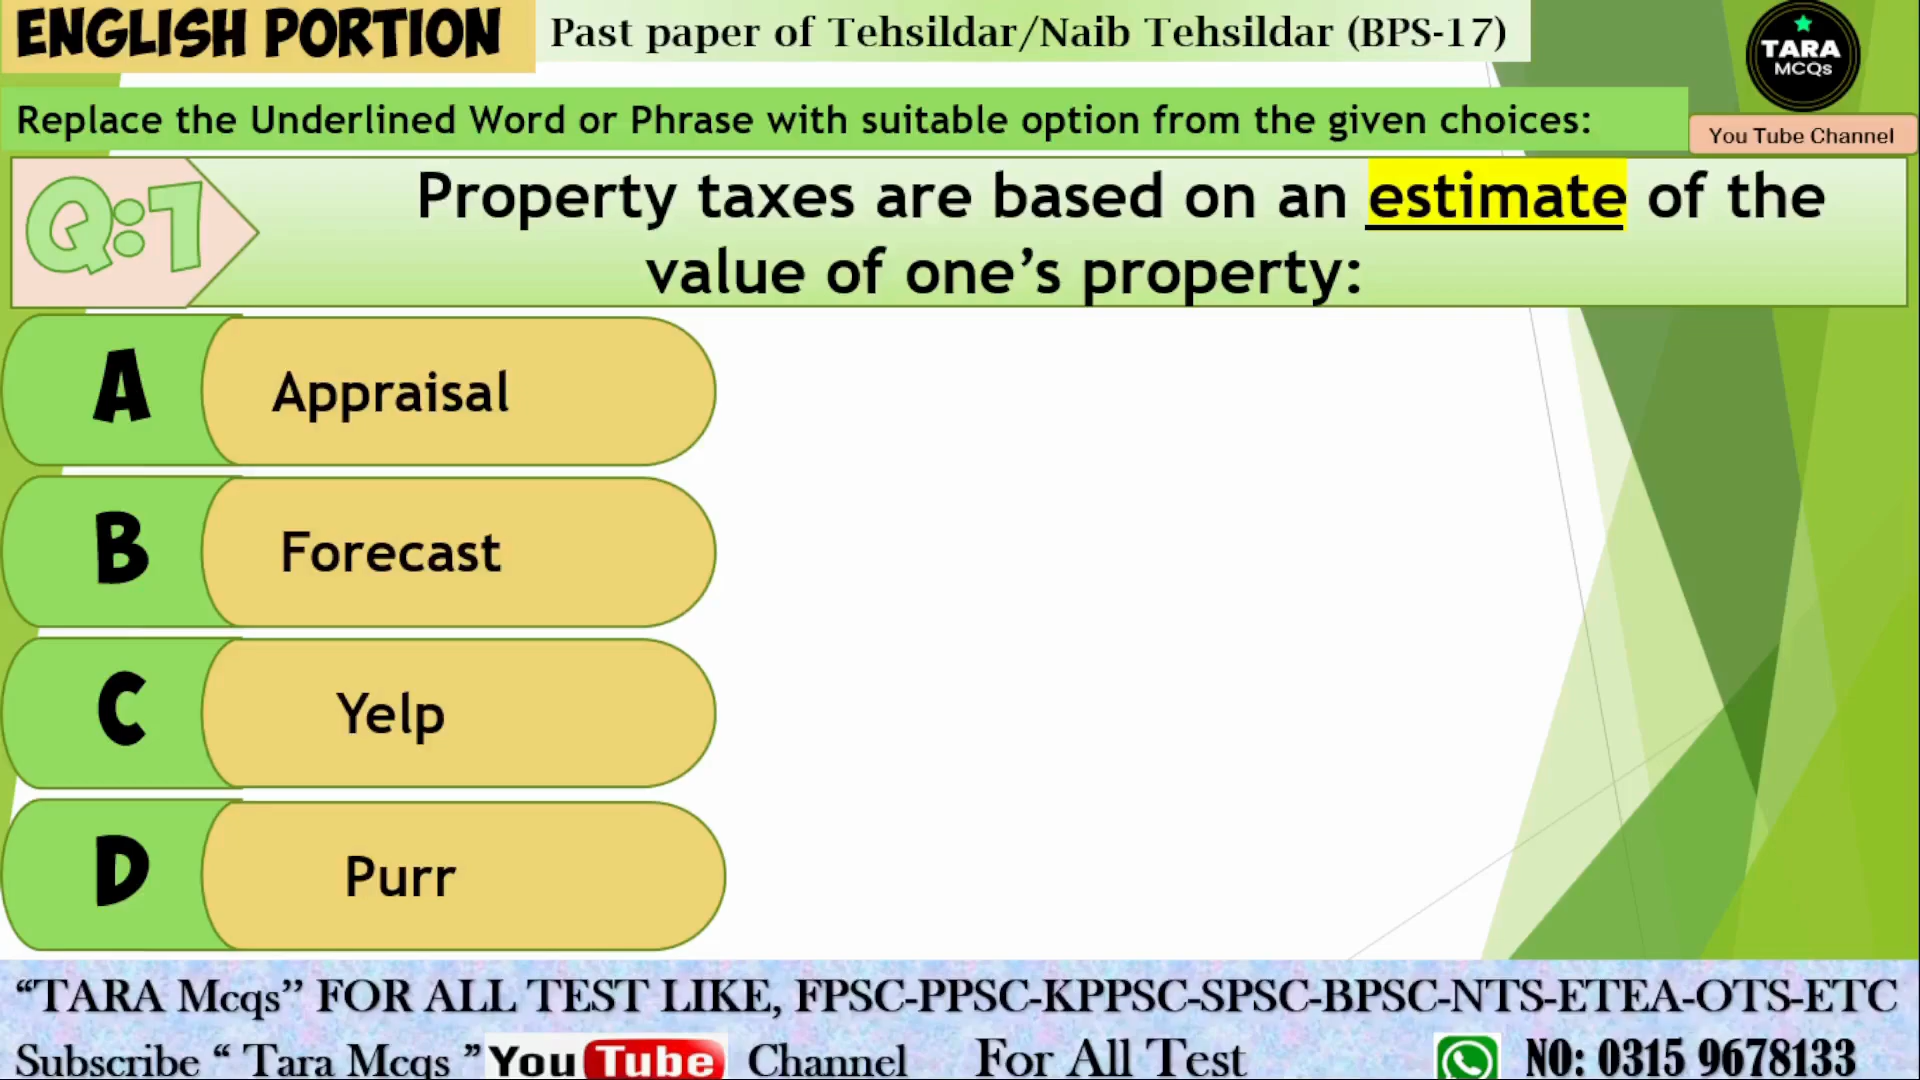 ENGLISH PORTION
Past paper of Tehsildar/Naib Tehsildar (BPS-17)
TARA
MCQs
Replace the Underlined Word or Phrase with suitable option from the given choices:
You Tube Channel
Q:7
Property taxes are based on an estimate of the
value of one’s property:
A Appraisal
B Forecast
C Yelp
D Purr
“TARA Mcqs” FOR ALL TEST LIKE, FPSC-PPSC-KPPSC-SPSC-BPSC-NTS-ETEA-OTS-ETC
Subscribe “ Tara Mcqs ” You Tube Channel For All Test NO: 0315 9678133